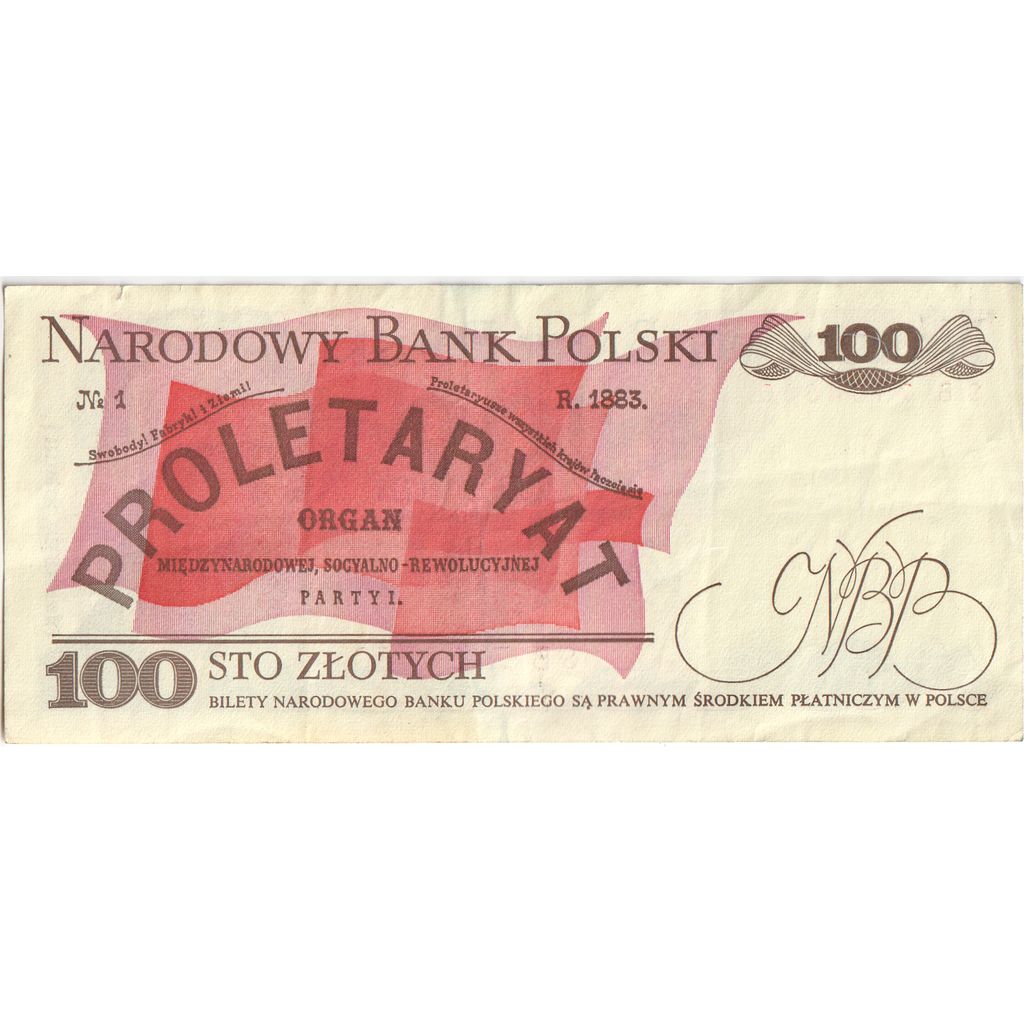 NARODOWY BANK POLSKI
100
№ 1
R. 1883.
Swobody! Fabryk! i Ziemi!
Proletaryusze wszystkich krajów łączcie się
PROLETARYAT
ORGAN
MIĘDZYNARODOWEJ, SOCYALNO-REWOLUCYJNEJ
PARTYI.
NBP
100 STO ZŁOTYCH
BILETY NARODOWEGO BANKU POLSKIEGO SĄ PRAWNYM ŚRODKIEM PŁATNICZYM W POLSCE